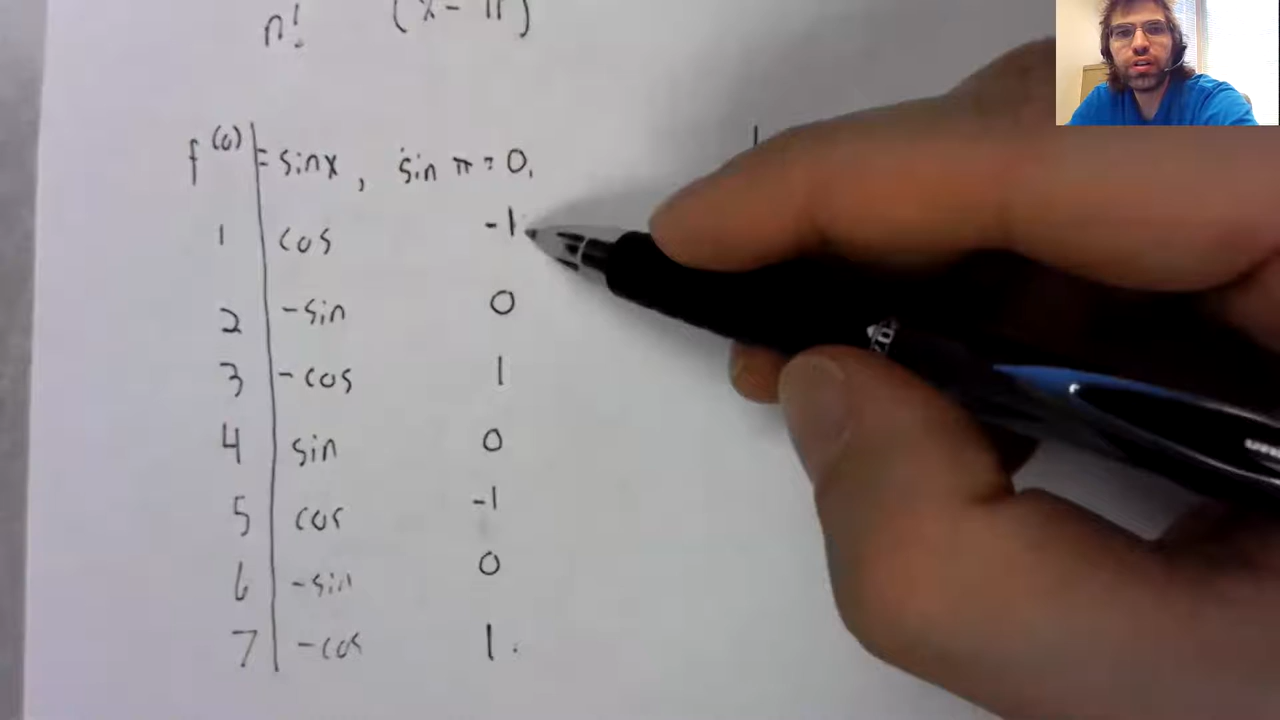 n! (x - π)
f^(0) = sinx, sin π = 0,
1 cos -1
2 -sin 0
3 -cos 1
4 sin 0
5 cos -1
6 -sin 0
7 -cos 1.